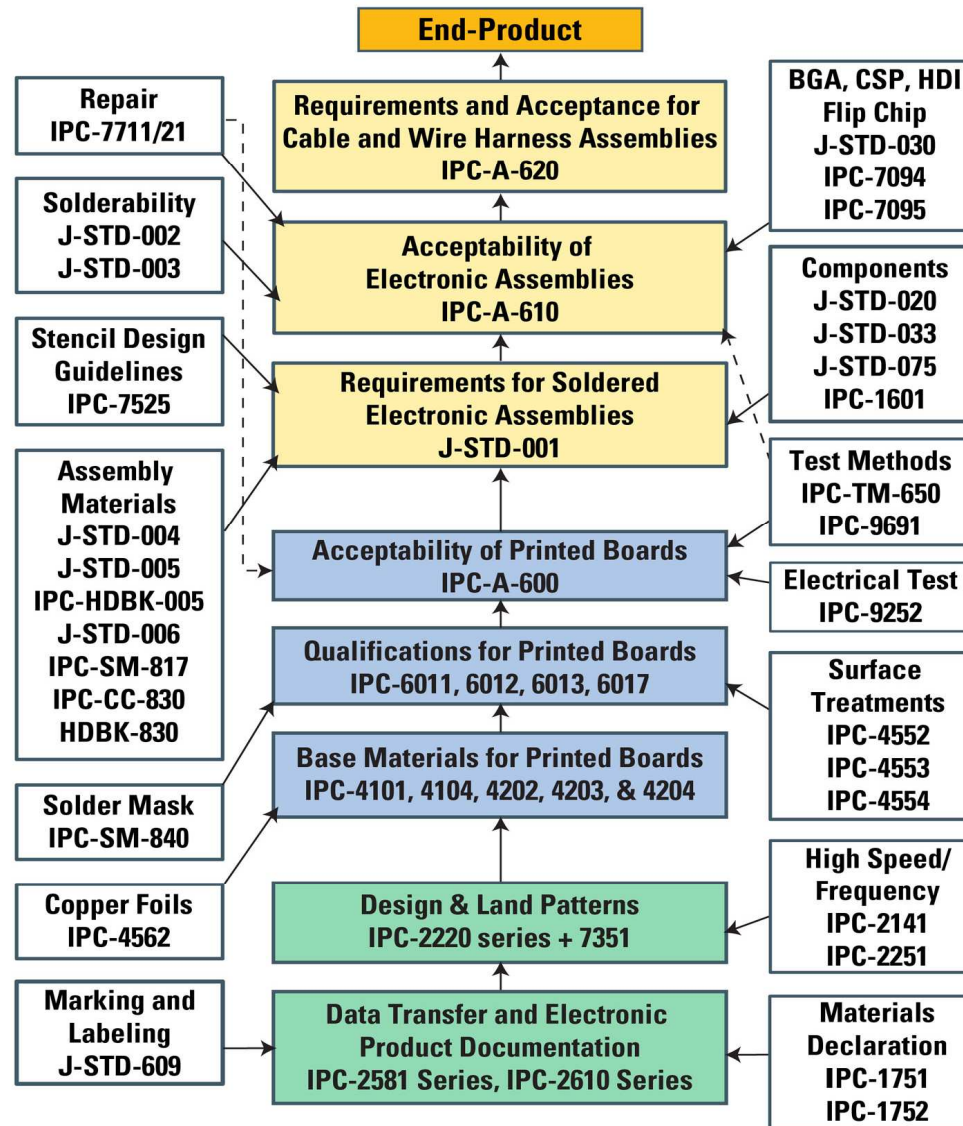 End-Product
Requirements and Acceptance for
Cable and Wire Harness Assemblies
IPC-A-620
Acceptability of
Electronic Assemblies
IPC-A-610
Requirements for Soldered
Electronic Assemblies
J-STD-001
Acceptability of Printed Boards
IPC-A-600
Qualifications for Printed Boards
IPC-6011, 6012, 6013, 6017
Base Materials for Printed Boards
IPC-4101, 4104, 4202, 4203, & 4204
Design & Land Patterns
IPC-2220 series + 7351
Data Transfer and Electronic
Product Documentation
IPC-2581 Series, IPC-2610 Series
Repair
IPC-7711/21
Solderability
J-STD-002
J-STD-003
Stencil Design
Guidelines
IPC-7525
Assembly
Materials
J-STD-004
J-STD-005
IPC-HDBK-005
J-STD-006
IPC-SM-817
IPC-CC-830
HDBK-830
Solder Mask
IPC-SM-840
Copper Foils
IPC-4562
Marking and
Labeling
J-STD-609
BGA, CSP, HDI
Flip Chip
J-STD-030
IPC-7094
IPC-7095
Components
J-STD-020
J-STD-033
J-STD-075
IPC-1601
Test Methods
IPC-TM-650
IPC-9691
Electrical Test
IPC-9252
Surface
Treatments
IPC-4552
IPC-4553
IPC-4554
High Speed/
Frequency
IPC-2141
IPC-2251
Materials
Declaration
IPC-1751
IPC-1752